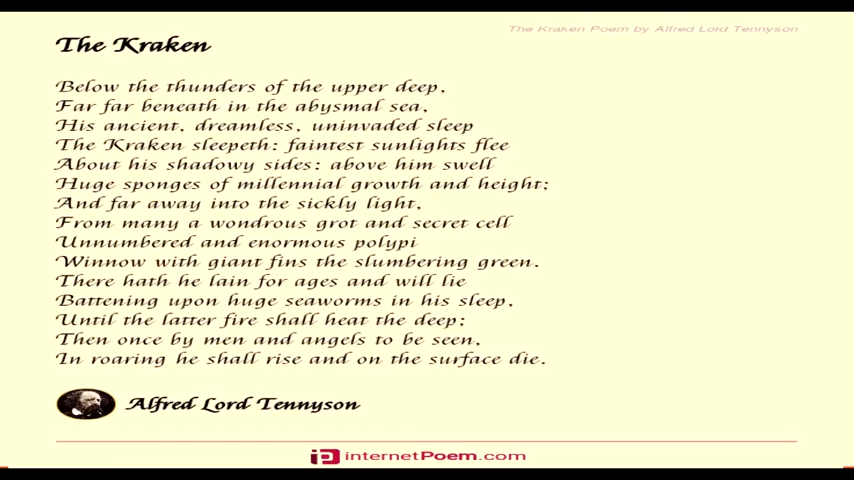 The Kraken Poem by Alfred Lord Tennyson
The Kraken
Below the thunders of the upper deep,
Far far beneath in the abysmal sea,
His ancient, dreamless, uninvaded sleep
The Kraken sleepeth: faintest sunlights flee
About his shadowy sides: above him swell
Huge sponges of millennial growth and height;
And far away into the sickly light,
From many a wondrous grot and secret cell
Unnumbered and enormous polypi
Winnow with giant fins the slumbering green.
There hath he lain for ages and will lie
Battening upon huge seaworms in his sleep,
Until the latter fire shall heat the deep;
Then once by men and angels to be seen,
In roaring he shall rise and on the surface die.
Alfred Lord Tennyson
iP internetPoem.com